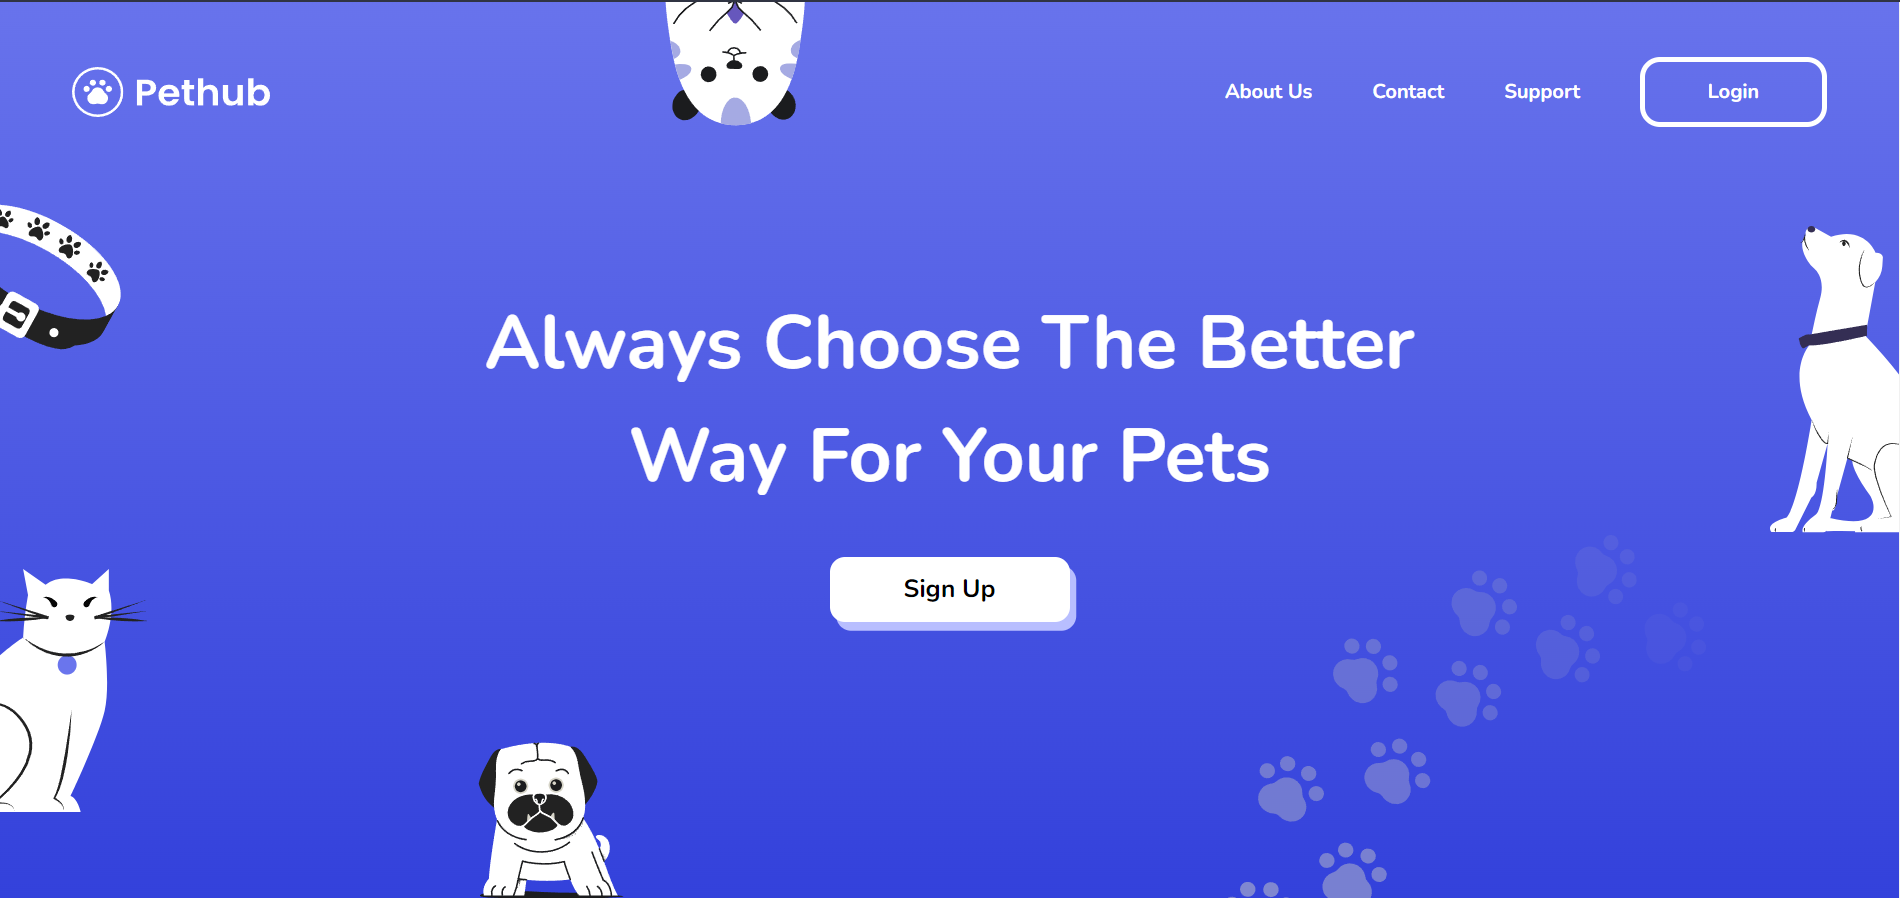 Pethub
About Us
Contact
Support
Login
Always Choose The Better
Way For Your Pets
Sign Up